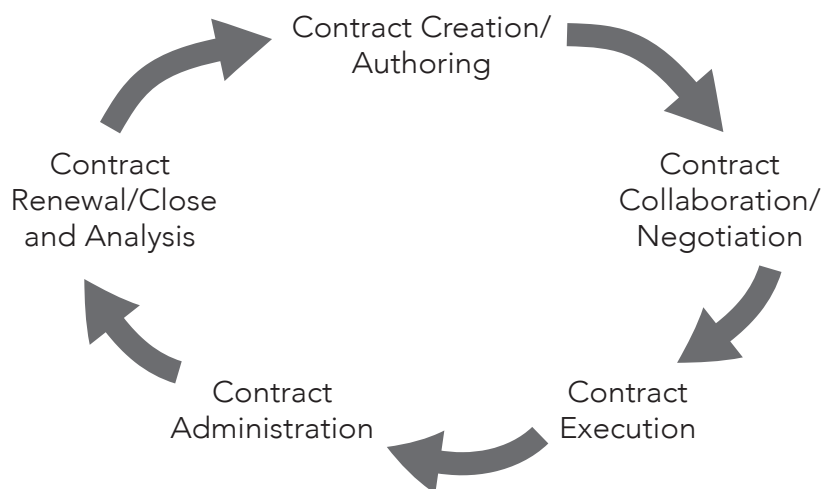 Contract Creation/
Authoring
Contract
Collaboration/
Negotiation
Contract
Execution
Contract
Administration
Contract
Renewal/Close
and Analysis